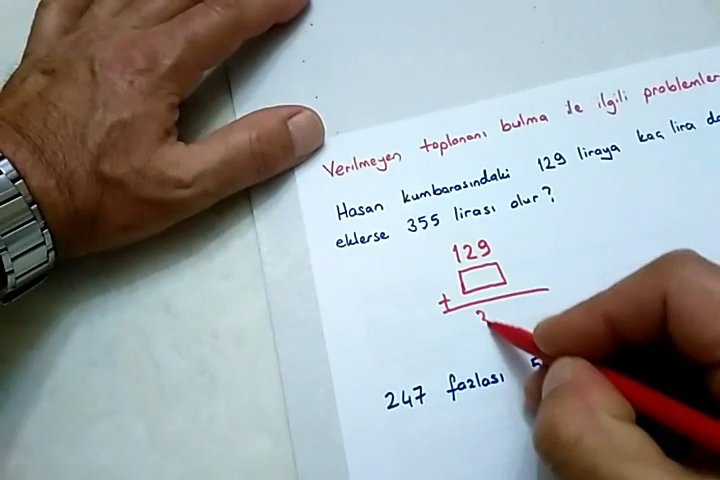 Verilmeyen toplananı bulma ile ilgili problemler
Hasan kumbarasındaki 129 liraya kaç lira
eklerse 355 lirası olur?
129
+
247 fazlası